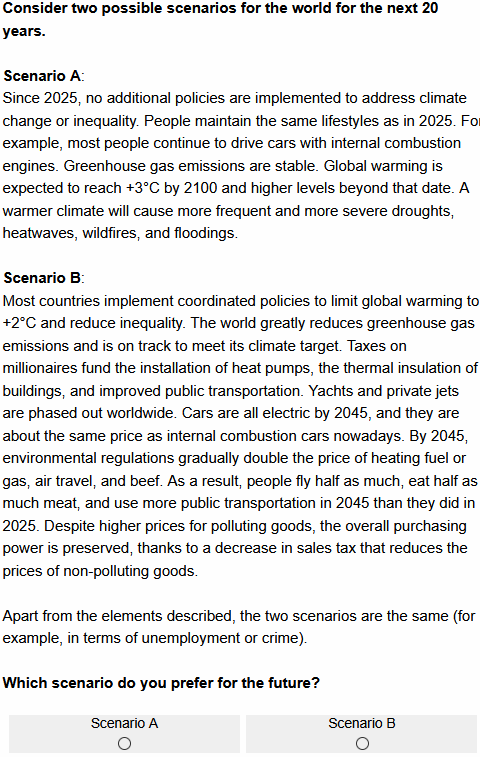 Consider two possible scenarios for the world for the next 20
years.
Scenario A:
Since 2025, no additional policies are implemented to address climate
change or inequality. People maintain the same lifestyles as in 2025. For
example, most people continue to drive cars with internal combustion
engines. Greenhouse gas emissions are stable. Global warming is
expected to reach +3°C by 2100 and higher levels beyond that date. A
warmer climate will cause more frequent and more severe droughts,
heatwaves, wildfires, and floodings.
Scenario B:
Most countries implement coordinated policies to limit global warming to
+2°C and reduce inequality. The world greatly reduces greenhouse gas
emissions and is on track to meet its climate target. Taxes on
millionaires fund the installation of heat pumps, the thermal insulation of
buildings, and improved public transportation. Yachts and private jets
are phased out worldwide. Cars are all electric by 2045, and they are
about the same price as internal combustion cars nowadays. By 2045,
environmental regulations gradually double the price of heating fuel or
gas, air travel, and beef. As a result, people fly half as much, eat half as
much meat, and use more public transportation in 2045 than they did in
2025. Despite higher prices for polluting goods, the overall purchasing
power is preserved, thanks to a decrease in sales tax that reduces the
prices of non-polluting goods.
Apart from the elements described, the two scenarios are the same (for
example, in terms of unemployment or crime).
Which scenario do you prefer for the future?
Scenario A
Scenario B